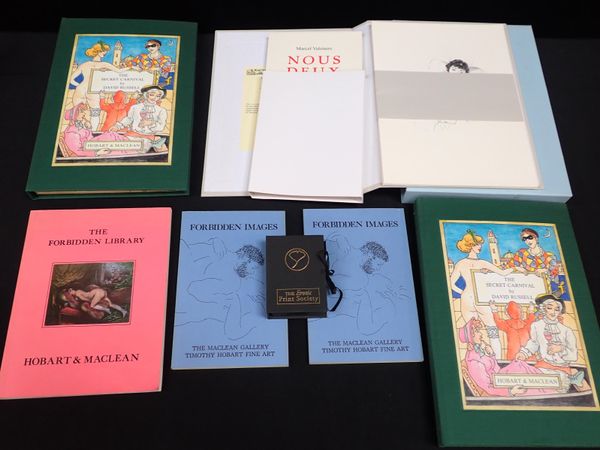 THE
SECRET CARNIVAL
by
DAVID RUSSELL
HOBART & MACLEAN
Marcel Vertinere
NOUS
DEUX
THE
FORBIDDEN LIBRARY
HOBART & MACLEAN
FORBIDDEN IMAGES
THE MACLEAN GALLERY
TIMOTHY HOBART FINE ART
THE Erotic
Print Society
FORBIDDEN IMAGES
THE MACLEAN GALLERY
TIMOTHY HOBART FINE ART
THE
SECRET CARNIVAL
by
DAVID RUSSELL
HOBART & MACLEAN